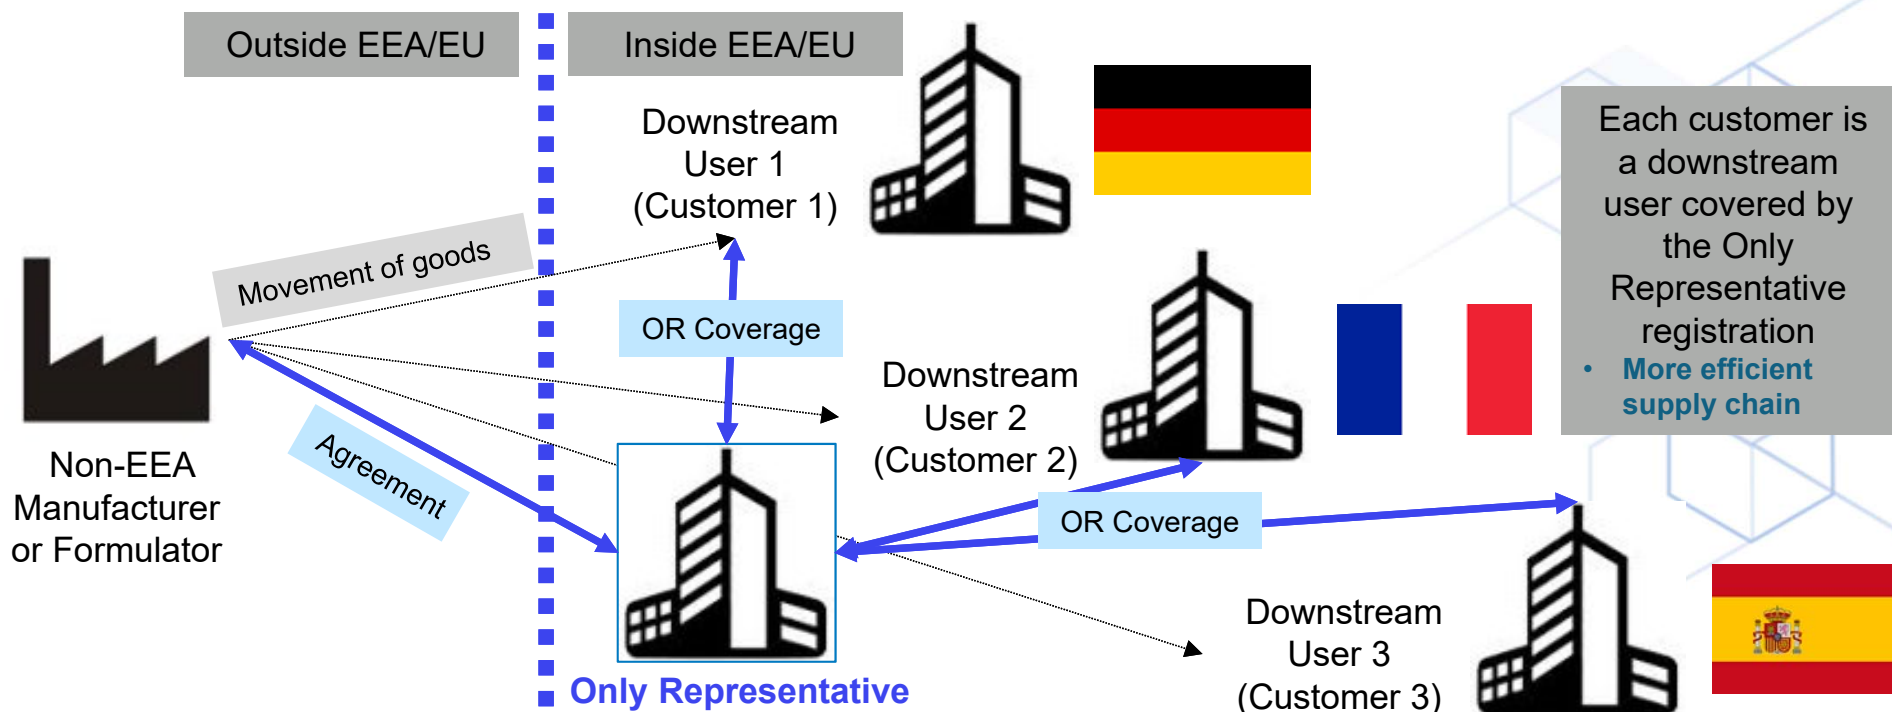 Outside EEA/EU
Inside EEA/EU
Downstream
User 1
(Customer 1)
Each customer is
a downstream
user covered by
the Only
Representative
registration
• More efficient
supply chain
Movement of goods
OR Coverage
Downstream
User 2
(Customer 2)
Agreement
Non-EEA
Manufacturer
or Formulator
OR Coverage
Downstream
User 3
(Customer 3)
Only Representative